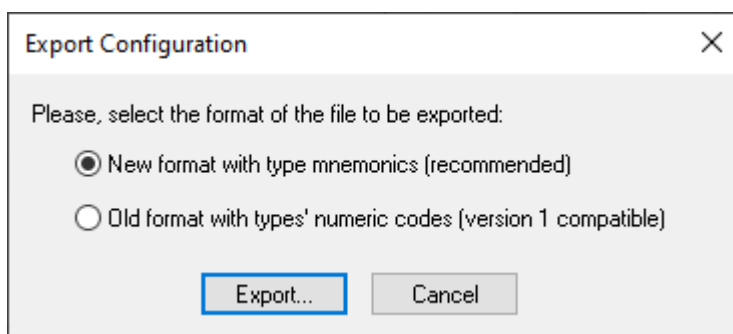 Export Configuration
Please, select the format of the file to be exported:
New format with type mnemonics (recommended)
Old format with types' numeric codes (version 1 compatible)
Export... Cancel